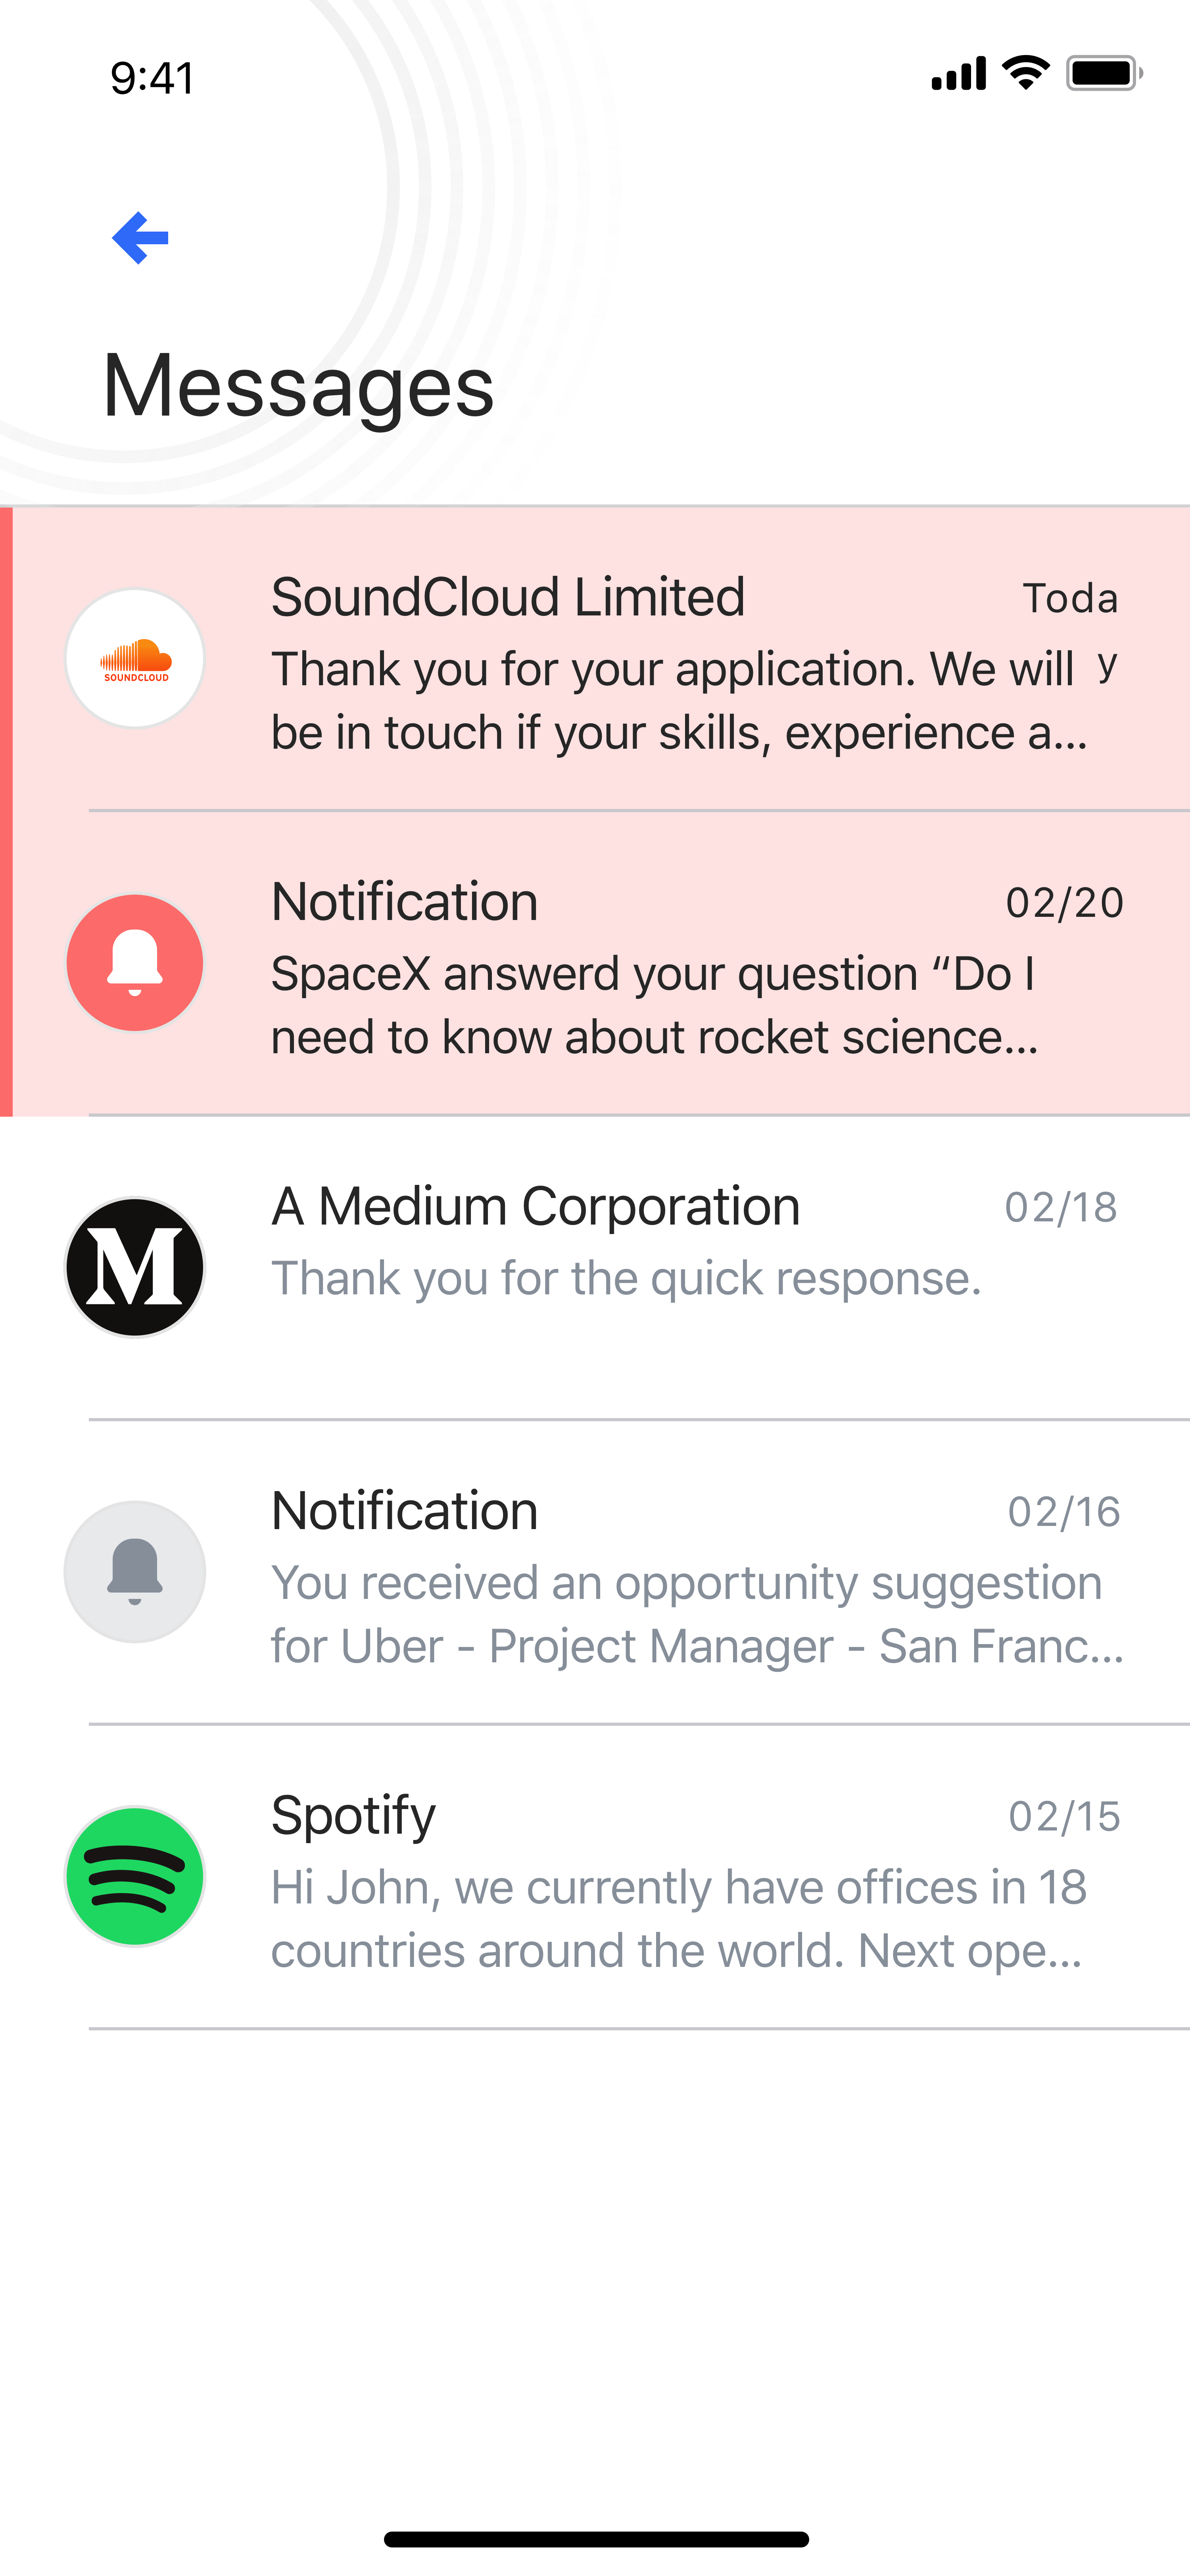 9:41
Messages
SoundCloud Limited
Toda
y
Thank you for your application. We will
be in touch if your skills, experience a...
SOUNDCLOUD
Notification
02/20
SpaceX answerd your question “Do I
need to know about rocket science...
A Medium Corporation
02/18
M
Thank you for the quick response.
Notification
02/16
You received an opportunity suggestion
for Uber - Project Manager - San Franc...
Spotify
02/15
Hi John, we currently have offices in 18
countries around the world. Next ope...